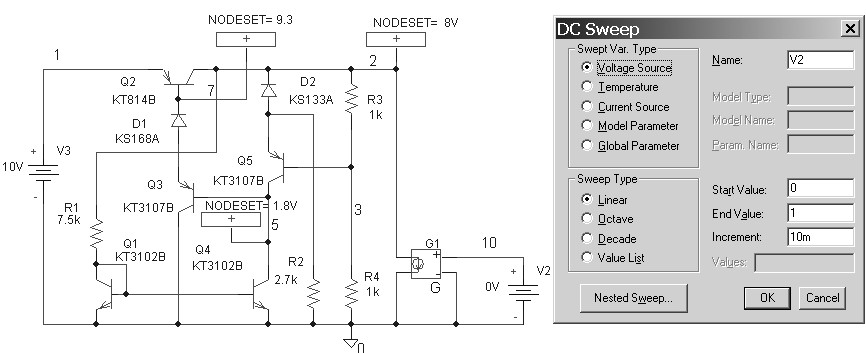 NODESET= 9.3
NODESET= 8V
+
+
1
2
Q2
KT814B
7
D2
KS133A
R3
1k
D1
KS168A
Q5
KT3107B
+
V3
10V
-
Q3
KT3107B
NODESET= 1.8V
+
5
3
R1
7.5k
Q1
KT3102B
Q4
KT3102B
R2
2.7k
R4
1k
G1
+
-
G
10
+
V2
0V
-
0
DC Sweep
Swept Var. Type
Voltage Source
Temperature
Current Source
Model Parameter
Global Parameter
Name: V2
Model Type:
Model Name:
Param. Name:
Sweep Type
Linear
Octave
Decade
Value List
Start Value: 0
End Value: 1
Increment: 10m
Values:
Nested Sweep...
OK
Cancel